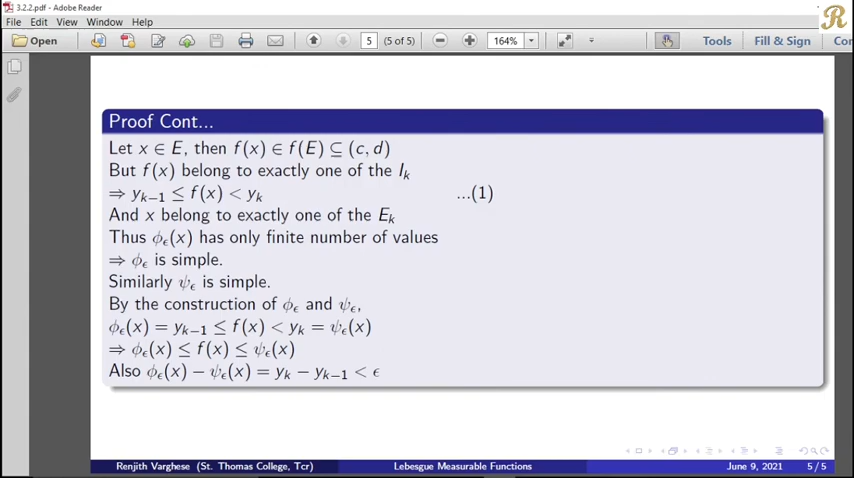 3.2.2.pdf - Adobe Reader
File Edit View Window Help
Open 5 (5 of 5) 164% Tools Fill & Sign
R
Proof Cont...
Let x ∈ E, then f(x) ∈ f(E) ⊆ (c, d)
But f(x) belong to exactly one of the I_k
⇒ y_{k−1} ≤ f(x) < y_k ...(1)
And x belong to exactly one of the E_k
Thus ϕ_ϵ(x) has only finite number of values
⇒ ϕ_ϵ is simple.
Similarly ψ_ϵ is simple.
By the construction of ϕ_ϵ and ψ_ϵ,
ϕ_ϵ(x) = y_{k−1} ≤ f(x) < y_k = ψ_ϵ(x)
⇒ ϕ_ϵ(x) ≤ f(x) ≤ ψ_ϵ(x)
Also ϕ_ϵ(x) − ψ_ϵ(x) = y_k − y_{k−1} < ϵ
Renjith Varghese (St. Thomas College, Tcr) Lebesgue Measurable Functions June 9, 2021 5 / 5